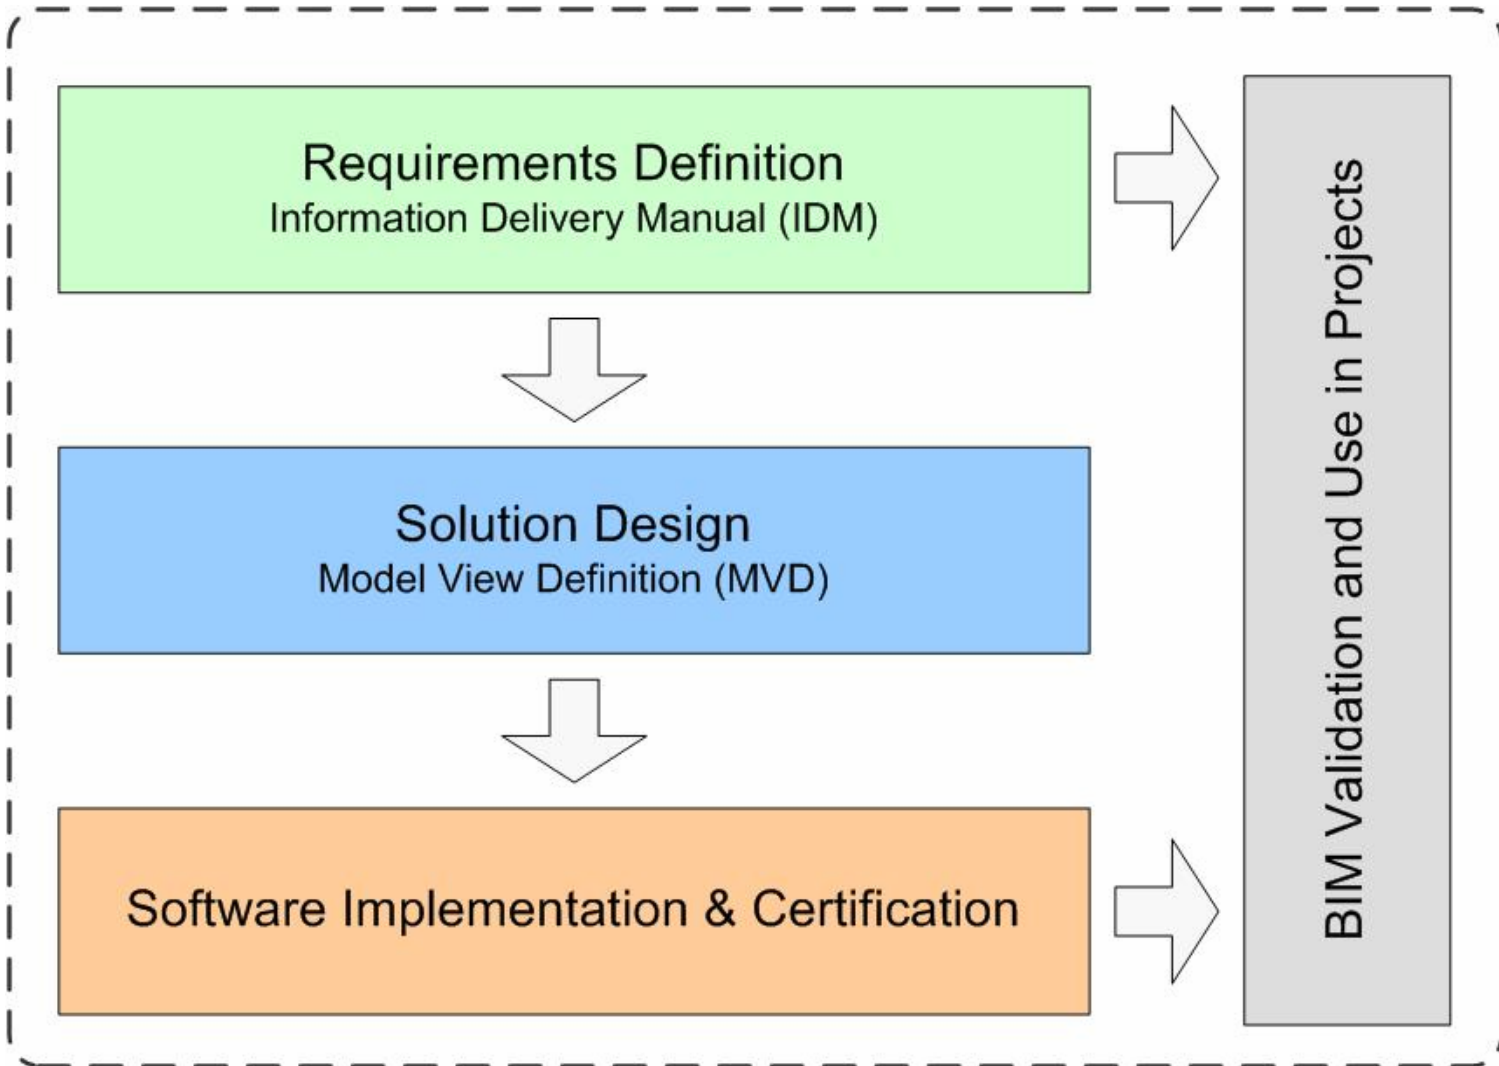 Requirements Definition
Information Delivery Manual (IDM)
Solution Design
Model View Definition (MVD)
Software Implementation & Certification
BIM Validation and Use in Projects